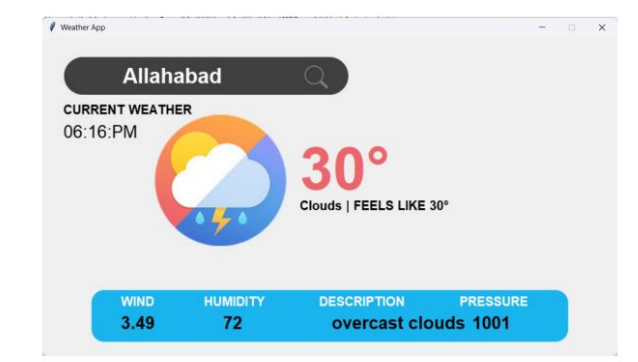 Weather App
Allahabad
CURRENT WEATHER
06:16:PM
30°
Clouds | FEELS LIKE 30°
WIND HUMIDITY DESCRIPTION PRESSURE
3.49 72 overcast clouds 1001